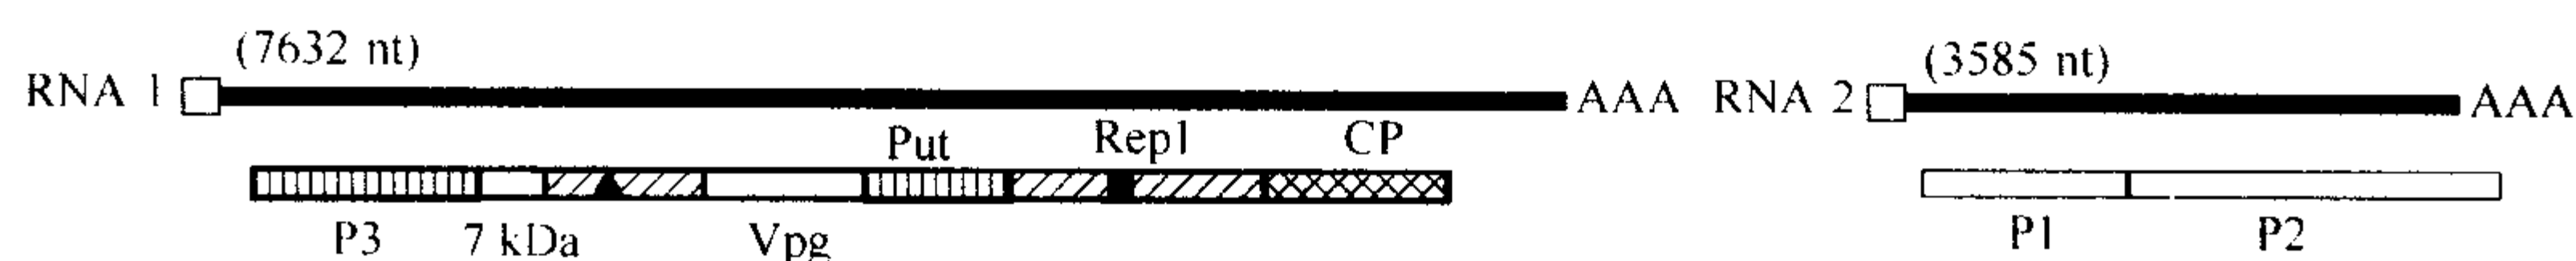 (7632 nt) (3585 nt)
RNA 1 AAA RNA 2 AAA
Put Rep1 CP
P3 7 kDa Vpg P1 P2